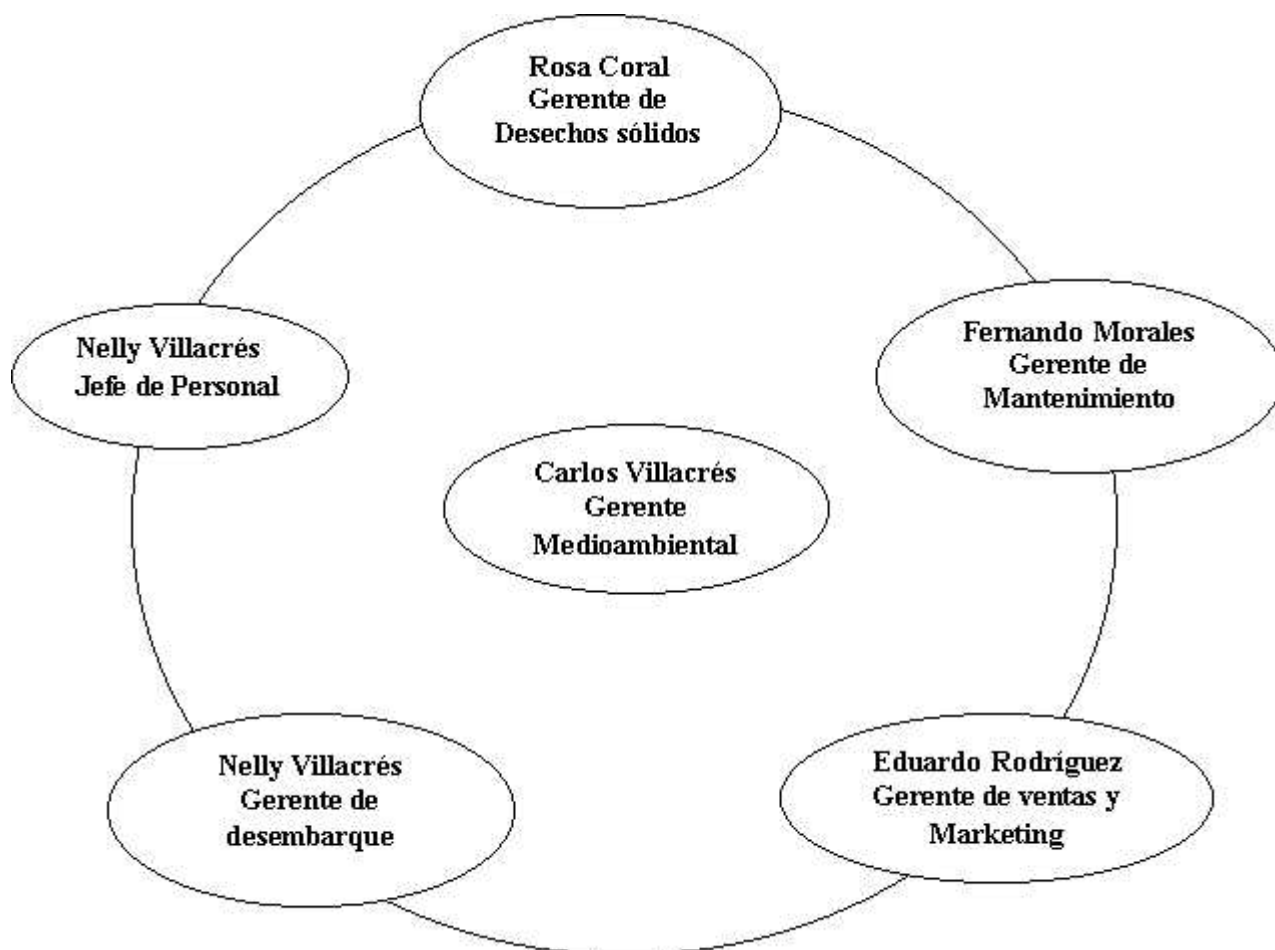 Rosa Coral
Gerente de
Desechos sólidos
Nelly Villacrés
Jefe de Personal
Fernando Morales
Gerente de
Mantenimiento
Carlos Villacrés
Gerente
Medioambiental
Nelly Villacrés
Gerente de
desembarque
Eduardo Rodríguez
Gerente de ventas y
Marketing